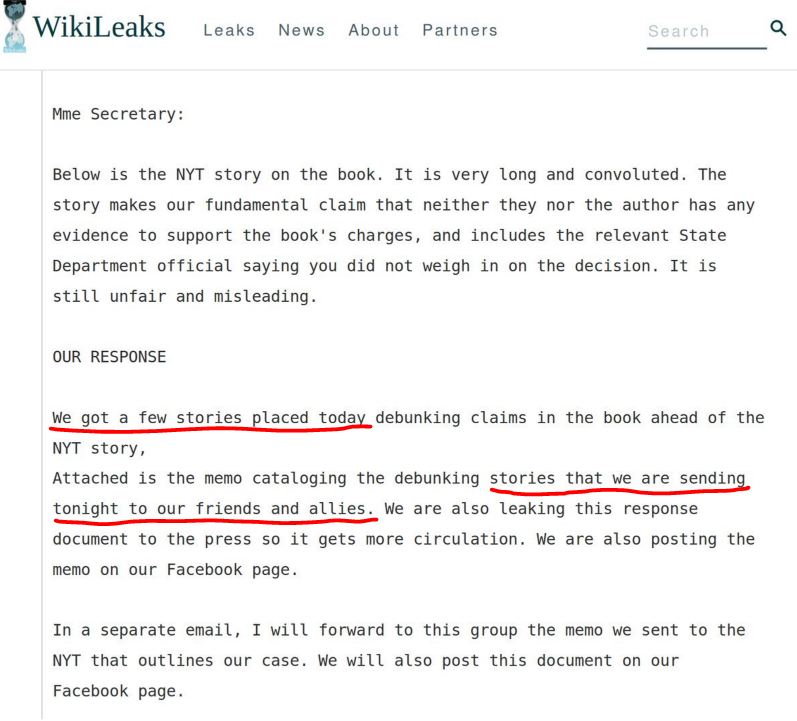 WikiLeaks Leaks News About Partners Search
Mme Secretary:
Below is the NYT story on the book. It is very long and convoluted. The
story makes our fundamental claim that neither they nor the author has any
evidence to support the book's charges, and includes the relevant State
Department official saying you did not weigh in on the decision. It is
still unfair and misleading.
OUR RESPONSE
We got a few stories placed today debunking claims in the book ahead of the
NYT story,
Attached is the memo cataloging the debunking stories that we are sending
tonight to our friends and allies. We are also leaking this response
document to the press so it gets more circulation. We are also posting the
memo on our Facebook page.
In a separate email, I will forward to this group the memo we sent to the
NYT that outlines our case. We will also post this document on our
Facebook page.